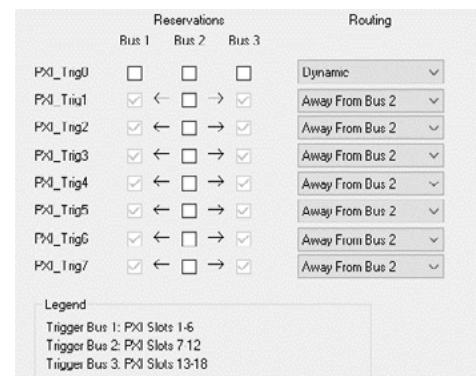 Reservations Routing
Bus 1 Bus 2 Bus 3
PXI_Trig0 Dynamic
PXI_Trig1 ← → Away From Bus 2
PXI_Trig2 ← → Away From Bus 2
PXI_Trig3 ← → Away From Bus 2
PXI_Trig4 ← → Away From Bus 2
PXI_Trig5 ← → Away From Bus 2
PXI_Trig6 ← → Away From Bus 2
PXI_Trig7 ← → Away From Bus 2
Legend
Trigger Bus 1: PXI Slots 1-6
Trigger Bus 2: PXI Slots 7-12
Trigger Bus 3: PXI Slots 13-18